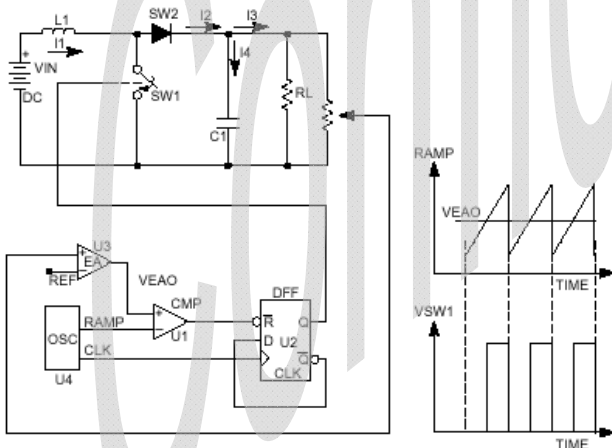 SW2
I2
I3
L1
I1
I4
VIN
DC
SW1
RL
C1
RAMP
VEAO
TIME
U3
EA
REF
VEAO
CMP
U1
DFF
R
Q
D
U2
Q
CLK
OSC
RAMP
CLK
U4
VSW1
TIME